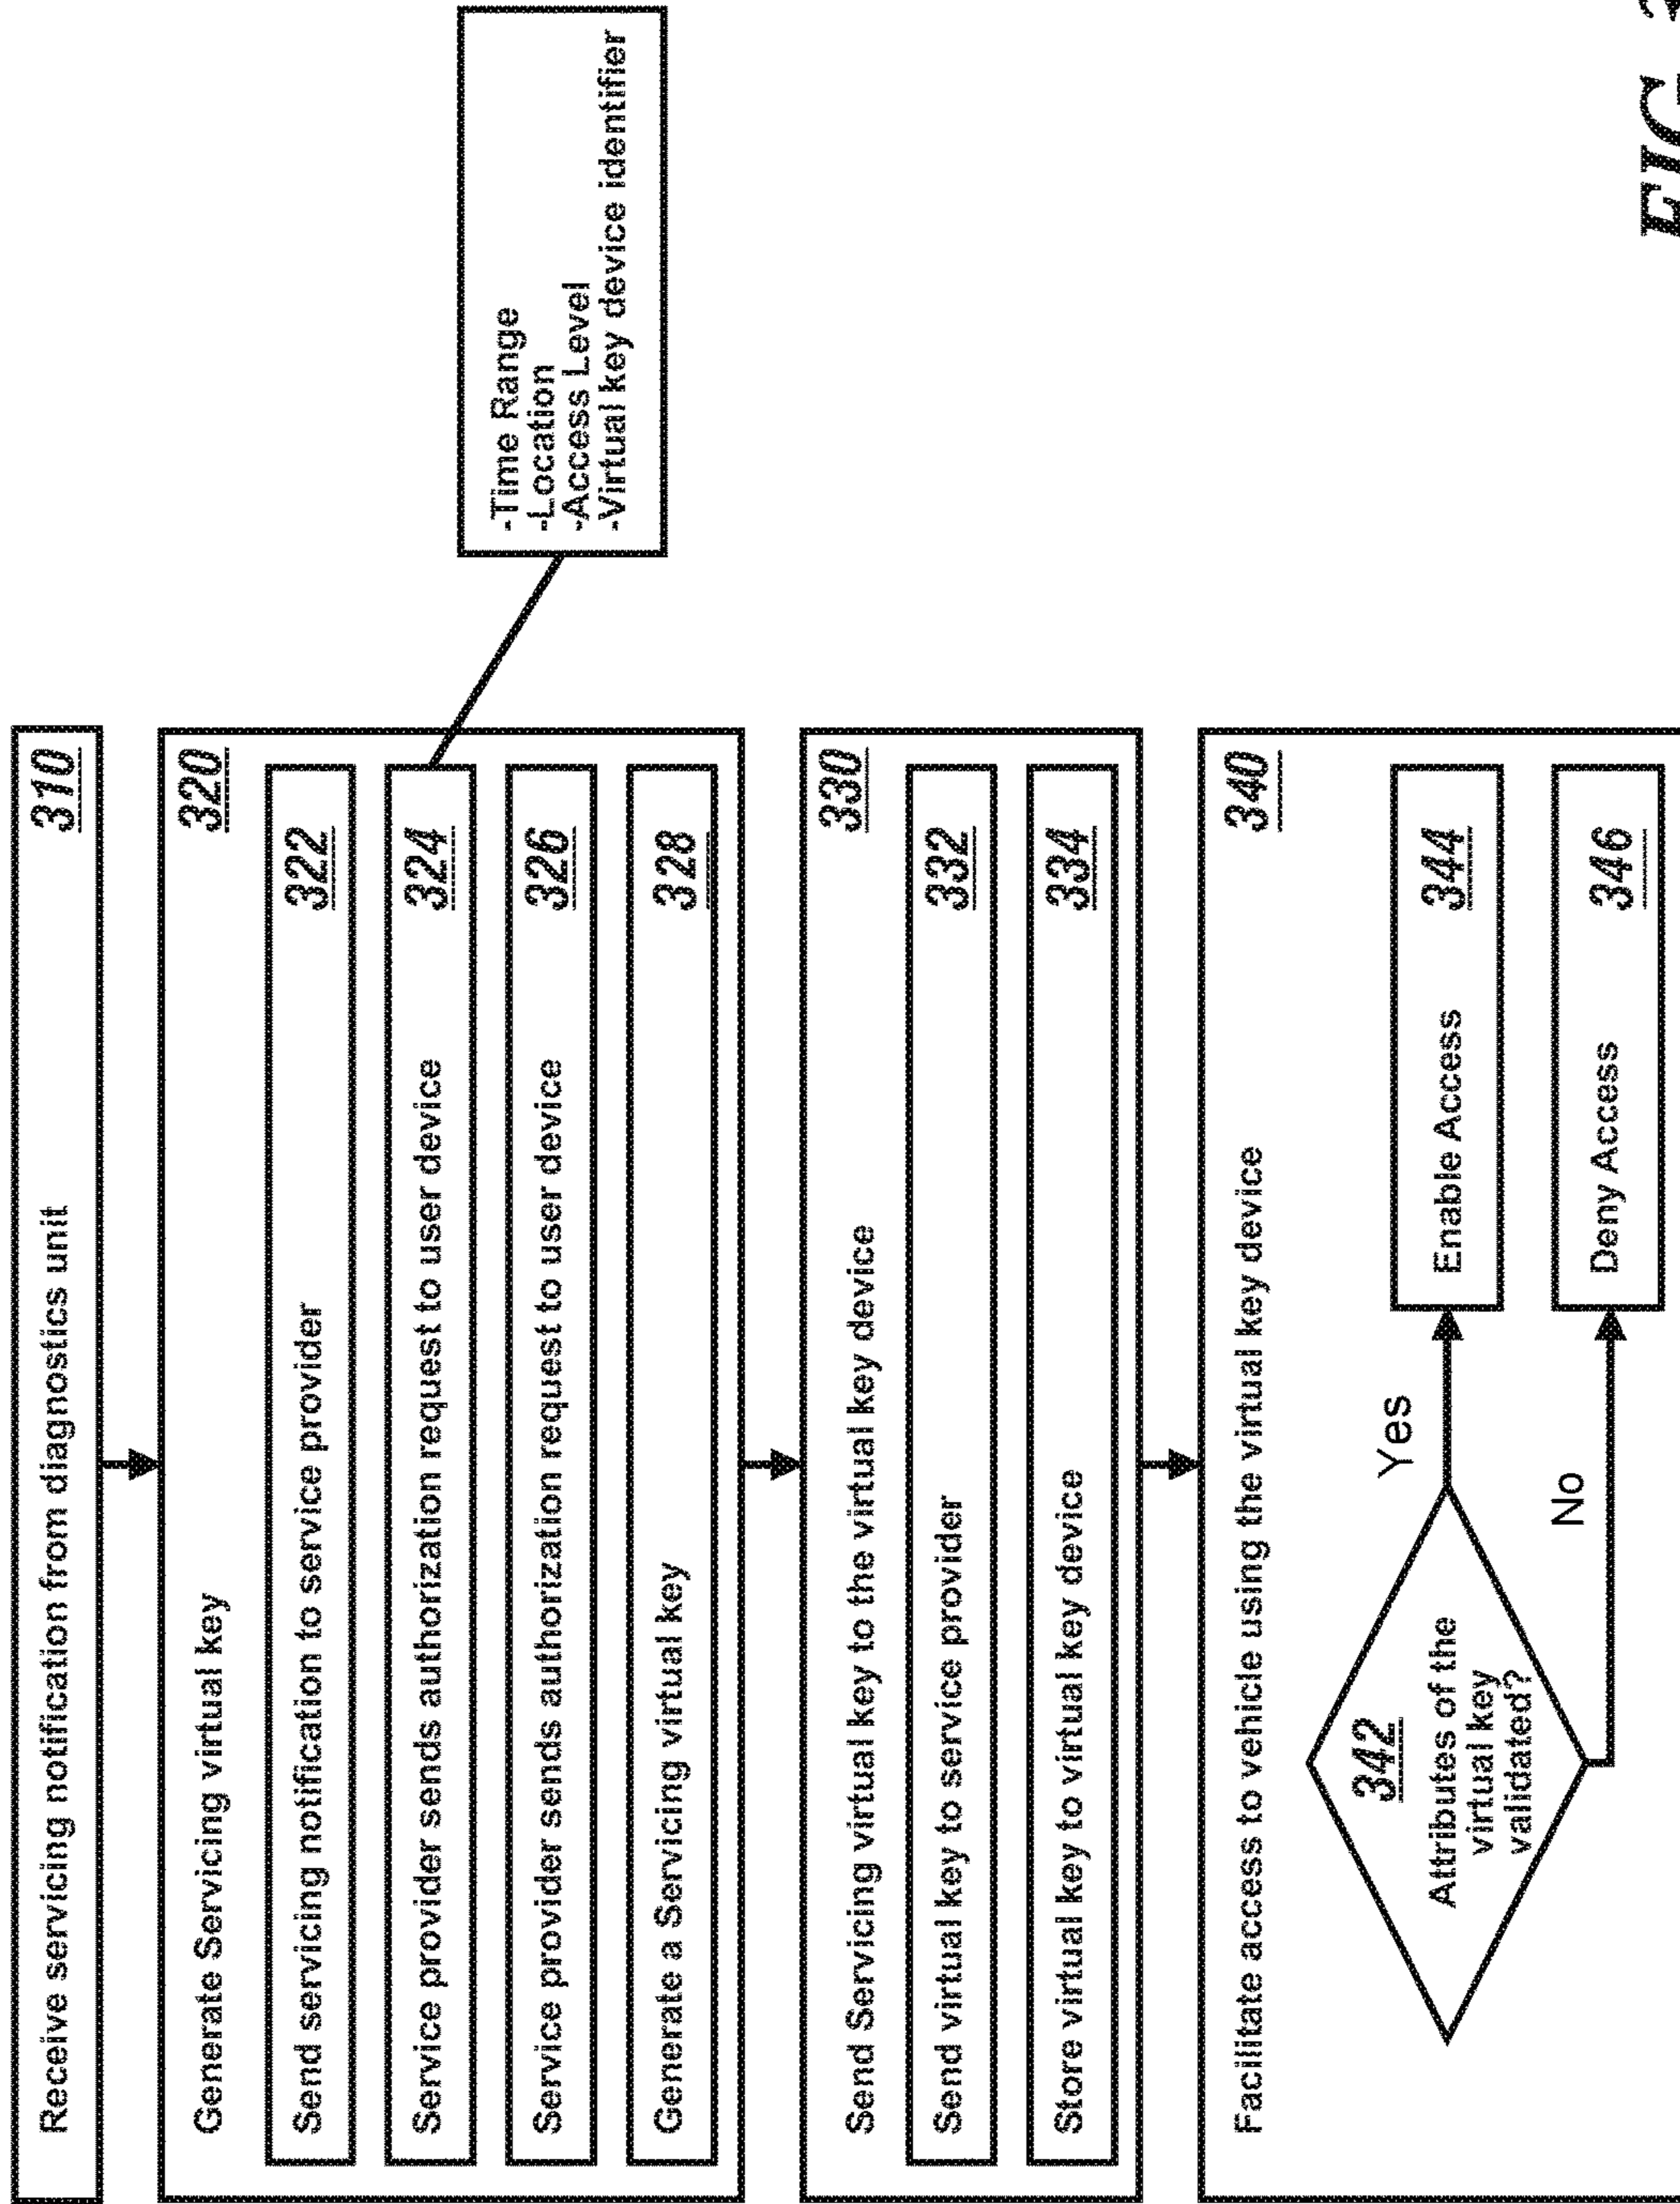 Receive servicing notification from diagnostics unit 310
Generate Servicing virtual key 320
Send servicing notification to service provider 322
Service provider sends authorization request to user device 324
-Time Range
-Location
-Access Level
-Virtual key device identifier
Service provider sends authorization request to user device 326
Generate a Servicing virtual key 328
Send Servicing virtual key to the virtual key device 330
Send virtual key to service provider 332
Store virtual key to virtual key device 334
Facilitate access to vehicle using the virtual key device 340
342
Attributes of the
virtual key
validated?
Yes
Enable Access 344
No
Deny Access 346
FIG.